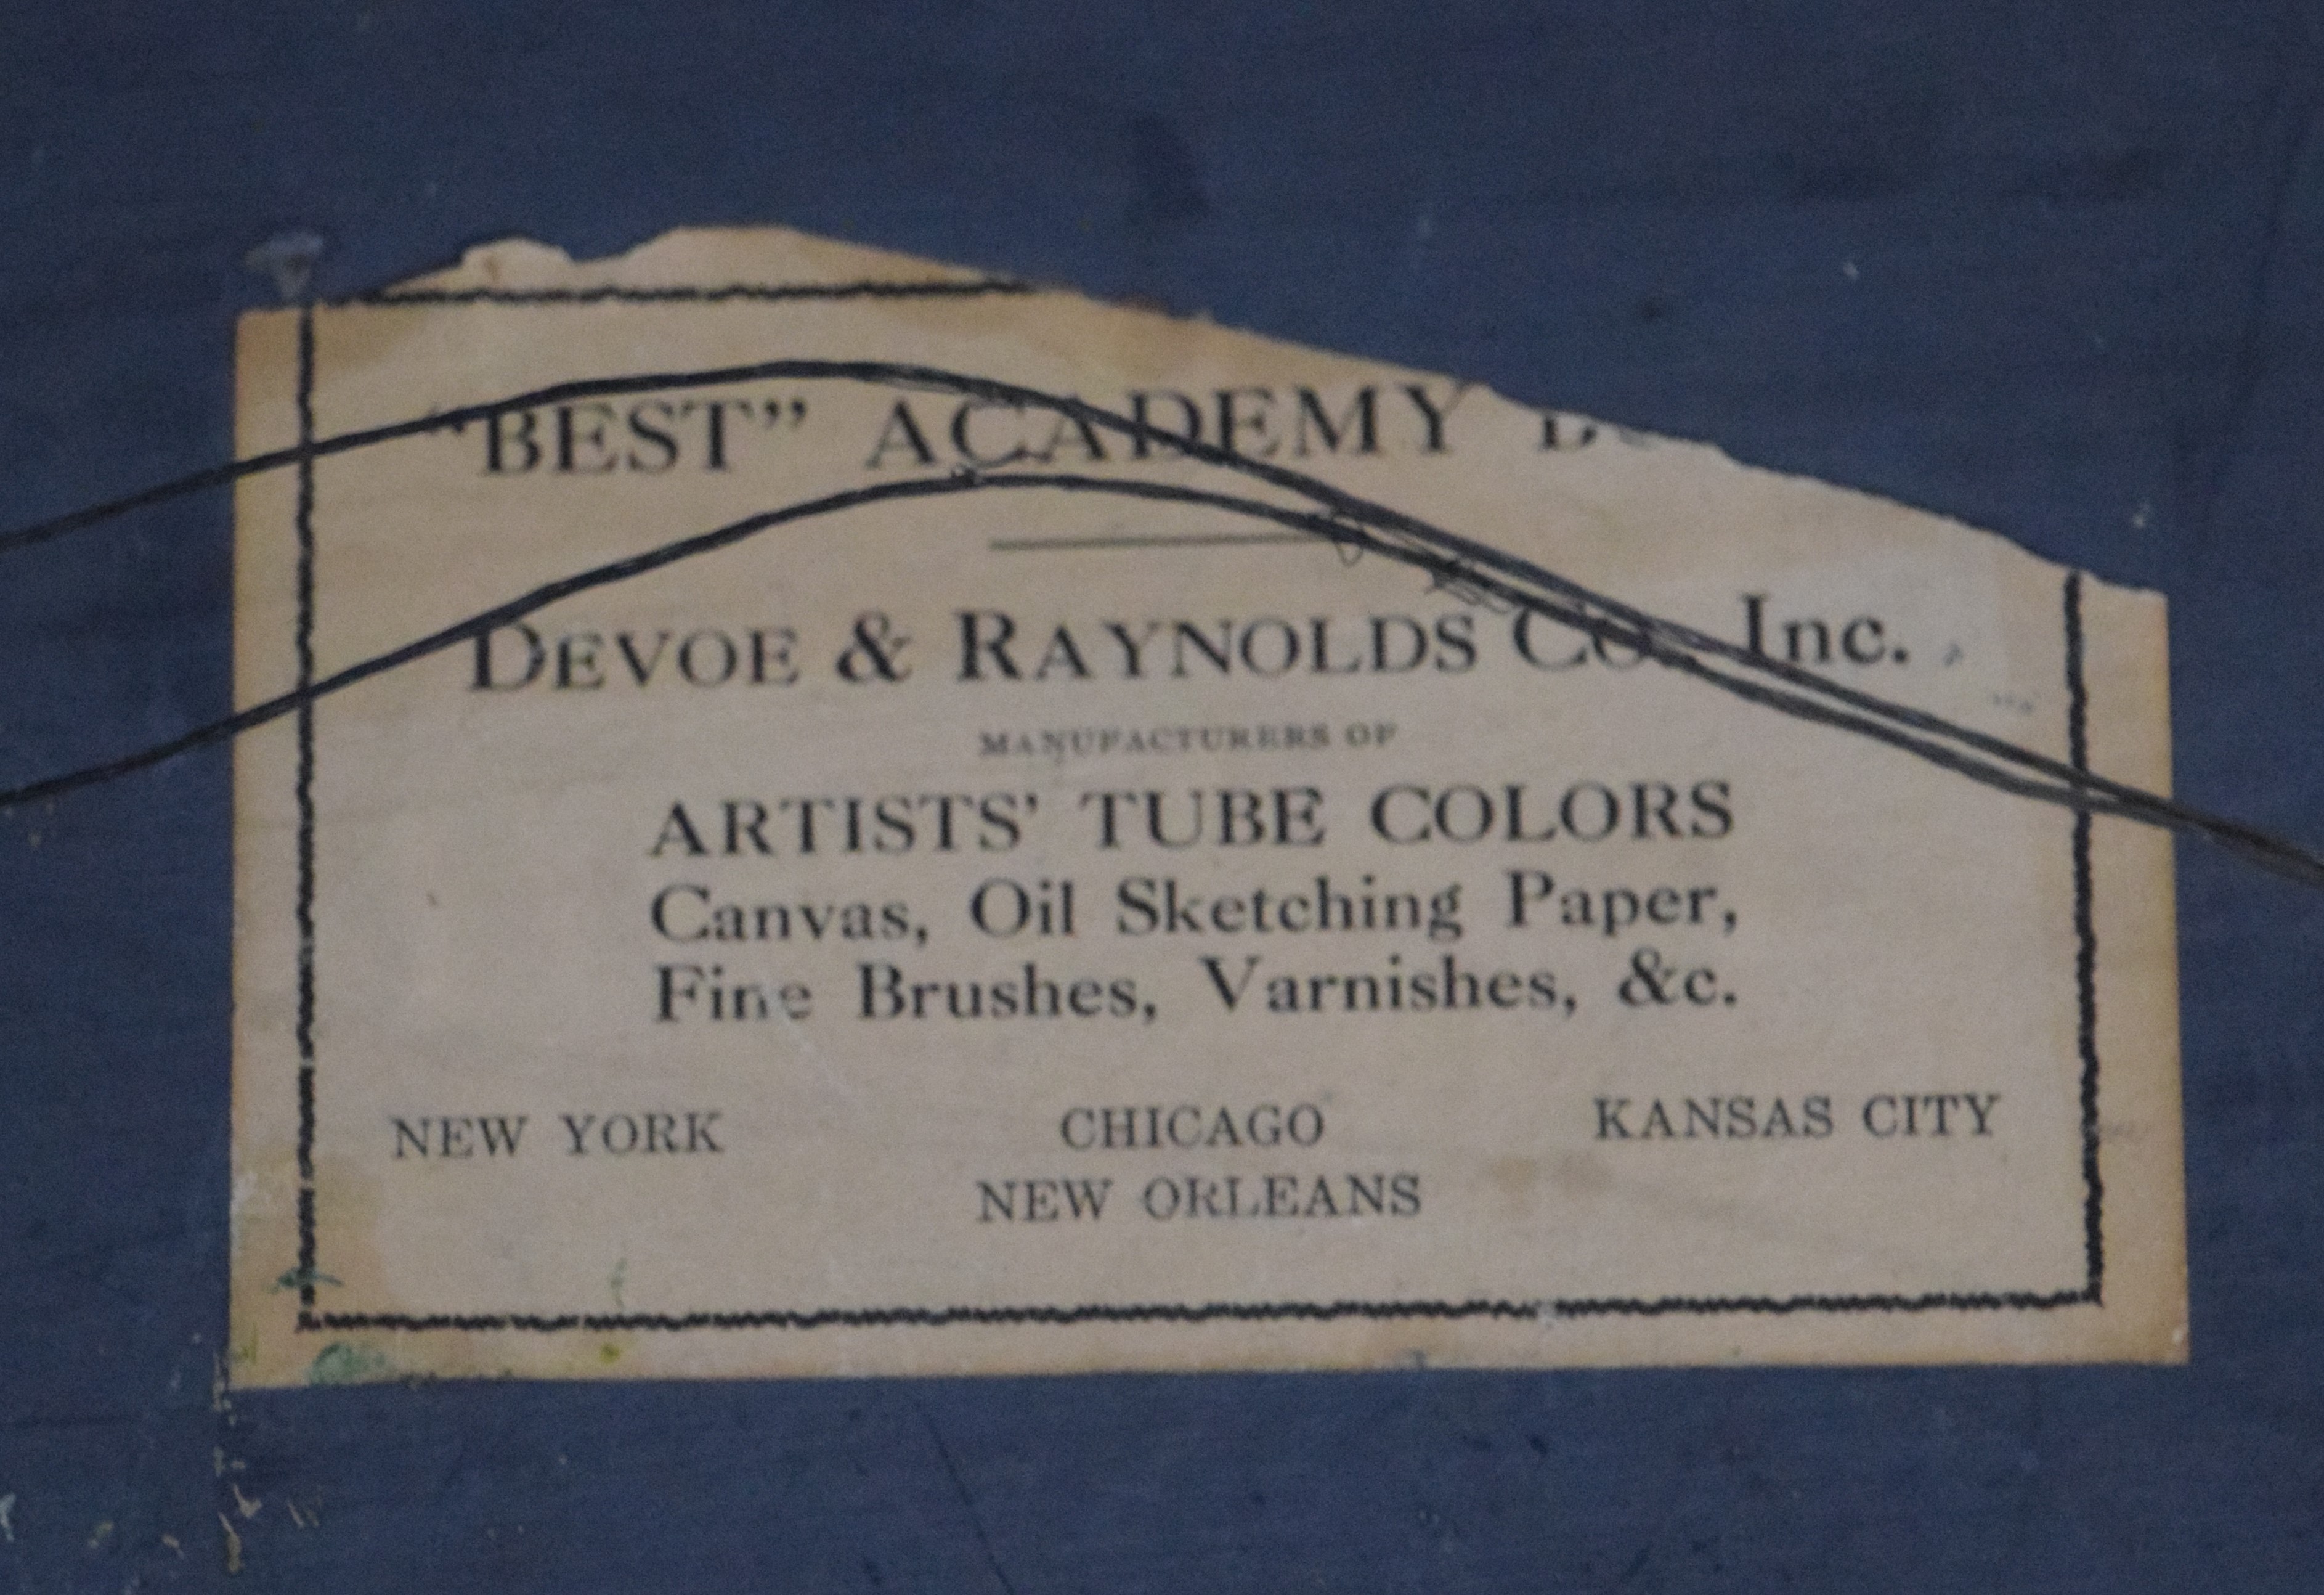 "BEST" ACADEMY
DEVOE & RAYNOLDS CO. Inc.
MANUFACTURERS OF
ARTISTS' TUBE COLORS
Canvas, Oil Sketching Paper,
Fine Brushes, Varnishes, &c.
NEW YORK CHICAGO KANSAS CITY
NEW ORLEANS